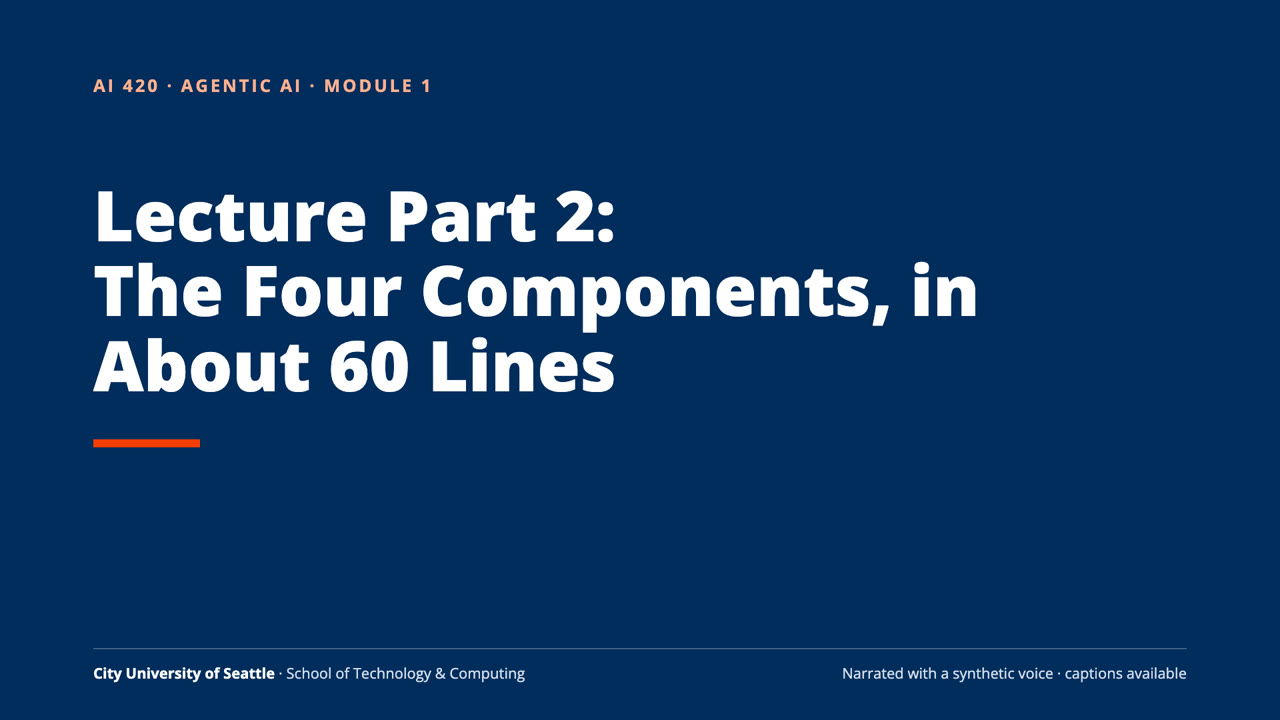 AI 420 · AGENTIC AI · MODULE 1
Lecture Part 2:
The Four Components, in
About 60 Lines
City University of Seattle · School of Technology & Computing
Narrated with a synthetic voice · captions available